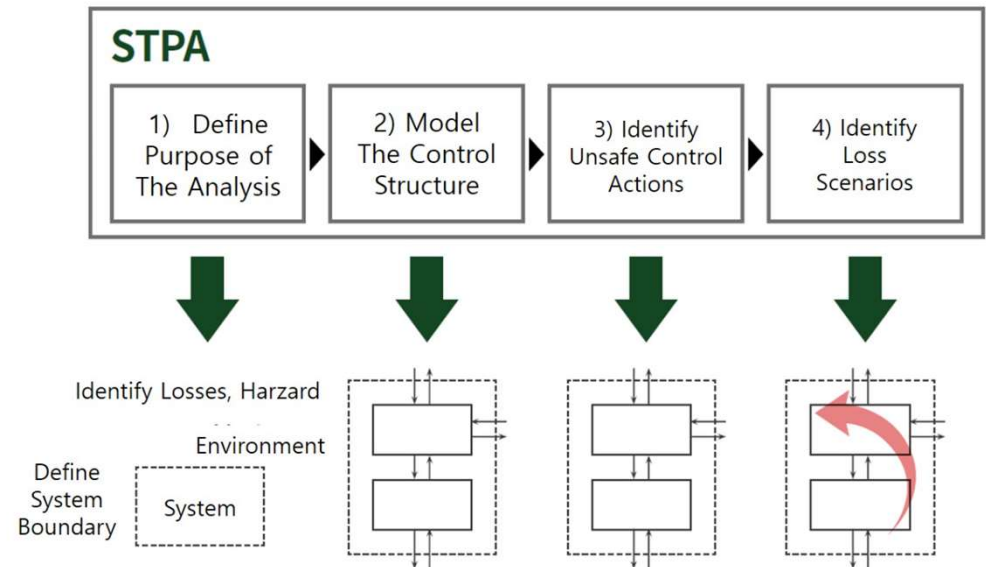 STPA
1) Define
Purpose of
The Analysis
2) Model
The Control
Structure
3) Identify
Unsafe Control
Actions
4) Identify
Loss
Scenarios
Identify Losses, Harzard
Environment
Define
System
Boundary
System